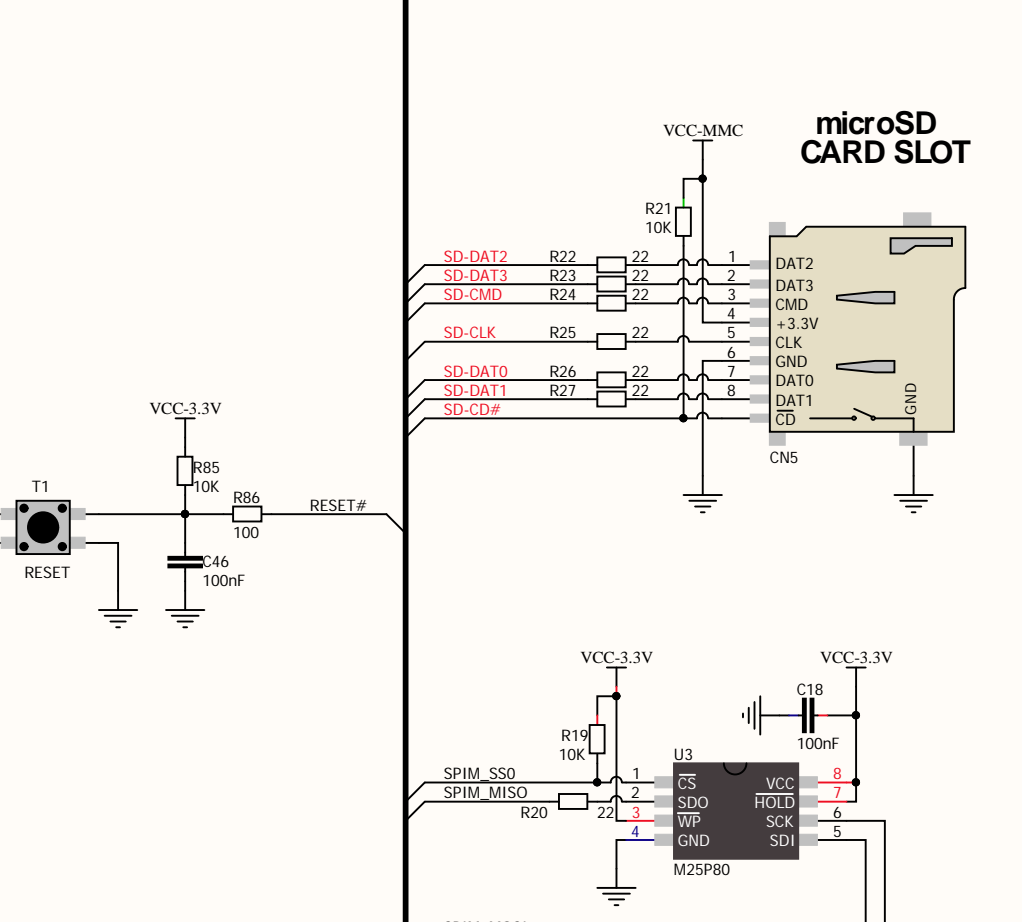 microSD
CARD SLOT
VCC-MMC
R21
10K
SD-DAT2 R22 22 1 DAT2
SD-DAT3 R23 22 2 DAT3
SD-CMD R24 22 3 CMD
4 +3.3V
SD-CLK R25 22 5 CLK
6 GND
SD-DAT0 R26 22 7 DAT0
SD-DAT1 R27 22 8 DAT1
SD-CD# CD
GND
CN5
VCC-3.3V
R85
10K
T1
R86
RESET#
100
C46
100nF
RESET
VCC-3.3V
VCC-3.3V
C18
100nF
R19
10K
U3
SPIM_SS0 1 CS VCC 8
SPIM_MISO R20 22 2 SDO HOLD 7
3 WP SCK 6
4 GND SDI 5
M25P80